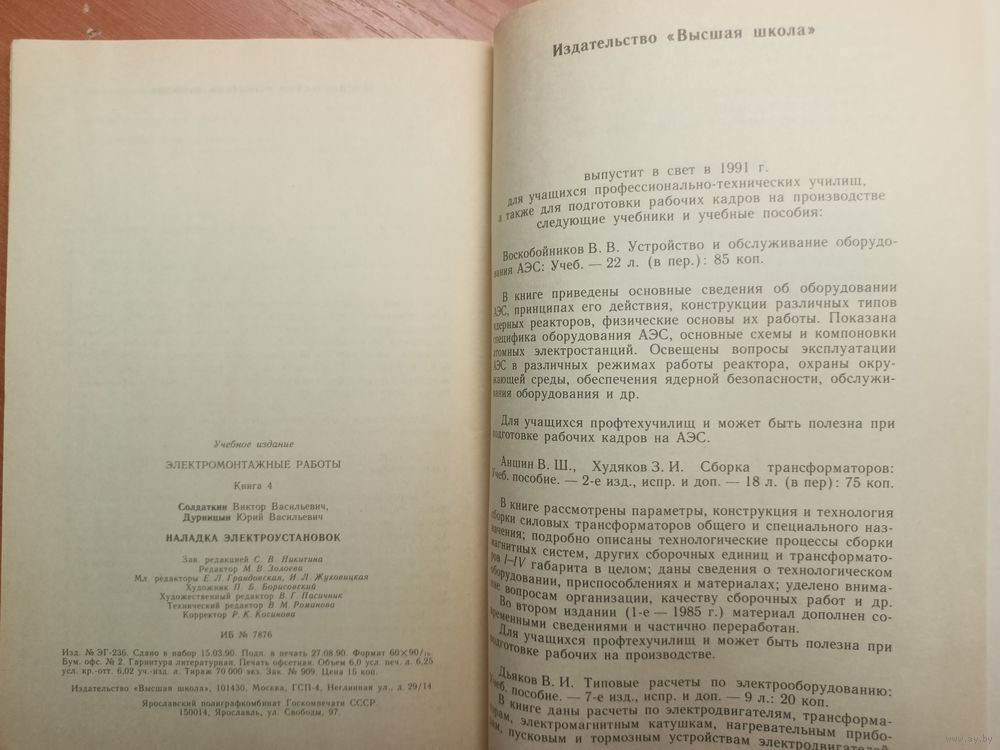 Учебное издание
ЭЛЕКТРОМОНТАЖНЫЕ РАБОТЫ
Книга 4
Солдаткин Виктор Васильевич,
Дурницын Юрий Васильевич
НАЛАДКА ЭЛЕКТРОУСТАНОВОК
Зав. редакцией С. В. Никитина
Редактор М. В. Золоева
Мл. редакторы Е. Л. Грандовская, И. Л. Жуховицкая
Художник П. Б. Борисовский
Художественный редактор В. Г. Пасичник
Технический редактор В. М. Романова
Корректор Р. К. Косинова
ИБ № 7876
Изд. № ЭГ-236. Сдано в набор 15.03.90. Подп. в печать 27.08.90. Формат 60×90/16
Бум. офс. № 2. Гарнитура литературная. Печать офсетная. Объем 6,0 усл. печ. л. 6,25
усл. кр.-отт. 6,02 уч.-изд. л. Тираж 70 000 экз. Зак. № 909. Цена 15 коп.
Издательство «Высшая школа», 101430, Москва, ГСП-4, Неглинная ул., д. 29/14
Ярославский полиграфкомбинат Госкомпечати СССР.
150014, Ярославль, ул. Свободы, 97.
Издательство «Высшая школа»
выпустит в свет в 1991 г.
для учащихся профессионально-технических училищ,
а также для подготовки рабочих кадров на производстве
следующие учебники и учебные пособия:
Воскобойников В. В. Устройство и обслуживание оборудо-
вания АЭС: Учеб. — 22 л. (в пер.): 85 коп.
В книге приведены основные сведения об оборудовании
АЭС, принципах его действия, конструкции различных типов
ядерных реакторов, физические основы их работы. Показана
специфика оборудования АЭС, основные схемы и компоновки
атомных электростанций. Освещены вопросы эксплуатации
АЭС в различных режимах работы реактора, охраны окру-
жающей среды, обеспечения ядерной безопасности, обслужи-
вания оборудования и др.
Для учащихся профтехучилищ и может быть полезна при
подготовке рабочих кадров на АЭС.
Аншин В. Ш., Худяков З. И. Сборка трансформаторов:
Учеб. пособие. — 2-е изд., испр. и доп. — 18 л. (в пер): 75 коп.
В книге рассмотрены параметры, конструкция и технология
сборки силовых трансформаторов общего и специального наз-
начения; подробно описаны технологические процессы сборки
магнитных систем, других сборочных единиц и трансформато-
ров I—IV габарита в целом; даны сведения о технологическом
оборудовании, приспособлениях и материалах; уделено внима-
ние вопросам организации, качеству сборочных работ и др.
Во втором издании (1-е — 1985 г.) материал дополнен со-
временными сведениями и частично переработан.
Для учащихся профтехучилищ и может быть полезна при
подготовке рабочих на производстве.
Дьяков В. И. Типовые расчеты по электрооборудованию:
Учеб. пособие. — 7-е изд., испр. и доп. — 9 л.: 20 коп.
В книге даны расчеты по электродвигателям, трансформа-
торам, электромагнитным катушкам, нагревательным прибо-
рам, пусковым и тормозным устройствам электродвигателей
www.ay.by